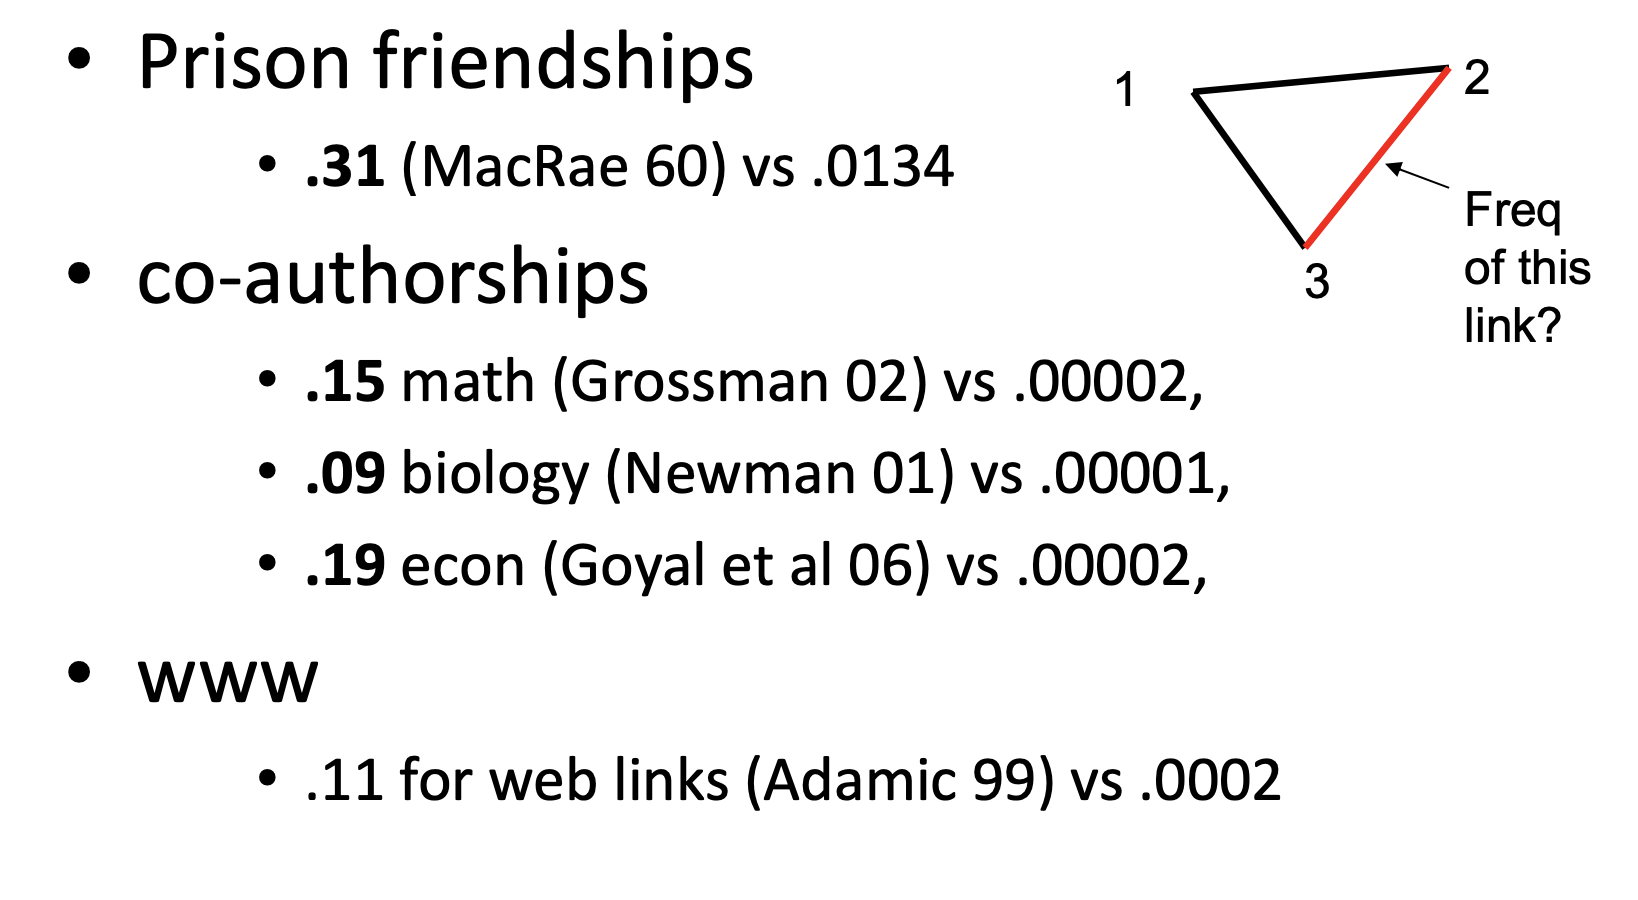 • Prison friendships
• .31 (MacRae 60) vs .0134
• co-authorships
• .15 math (Grossman 02) vs .00002,
• .09 biology (Newman 01) vs .00001,
• .19 econ (Goyal et al 06) vs .00002,
• www
• .11 for web links (Adamic 99) vs .0002
1
2
3
Freq
of this
link?